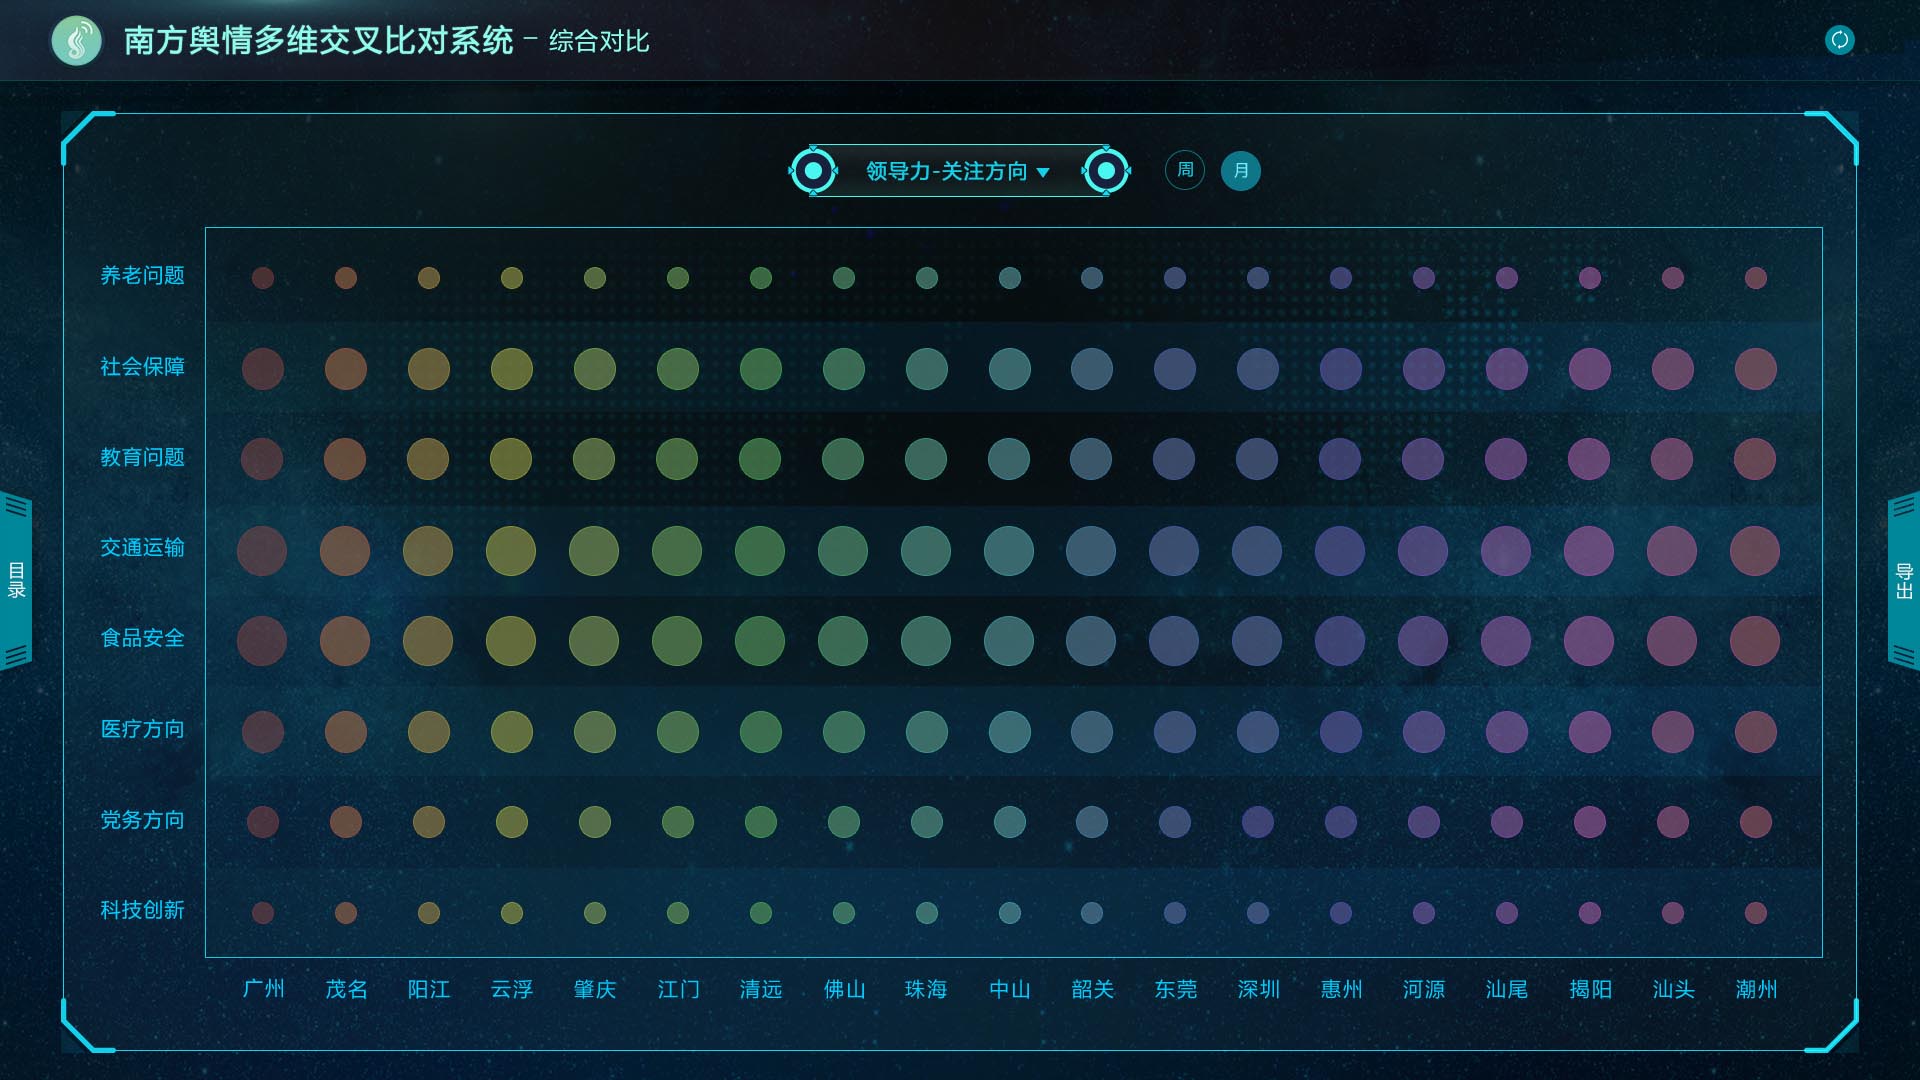 南方舆情多维交叉比对系统 - 综合对比
领导力-关注方向
周
月
养老问题
社会保障
教育问题
交通运输
食品安全
医疗方向
党务方向
科技创新
目录
导出
广州 茂名 阳江 云浮 肇庆 江门 清远 佛山 珠海 中山 韶关 东莞 深圳 惠州 河源 汕尾 揭阳 汕头 潮州